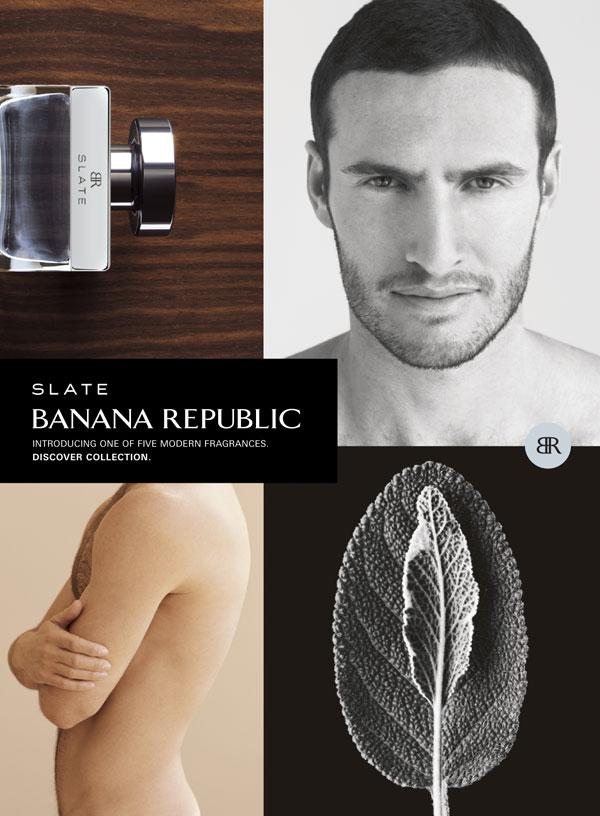 BR
SLATE
SLATE
BANANA REPUBLIC
INTRODUCING ONE OF FIVE MODERN FRAGRANCES.
DISCOVER COLLECTION.
BR